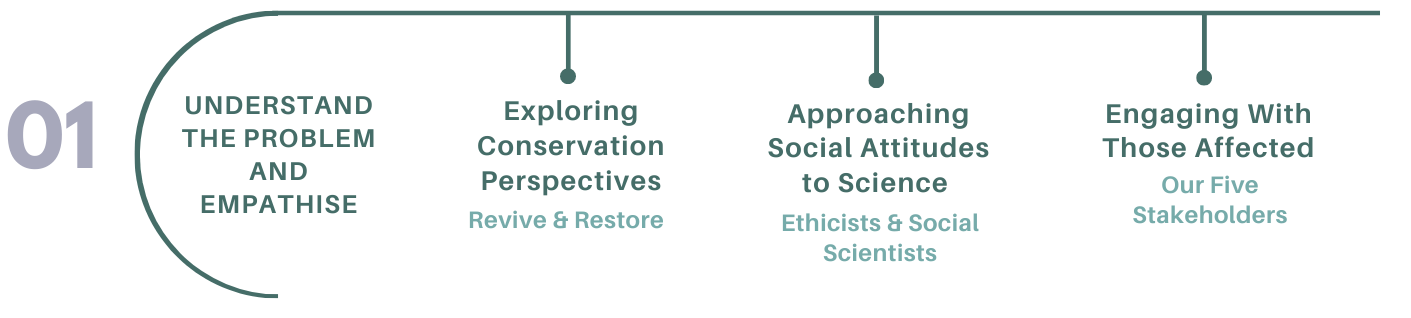 01
UNDERSTAND
THE PROBLEM
AND
EMPATHISE
Exploring
Conservation
Perspectives
Revive & Restore
Approaching
Social Attitudes
to Science
Ethicists & Social
Scientists
Engaging With
Those Affected
Our Five
Stakeholders